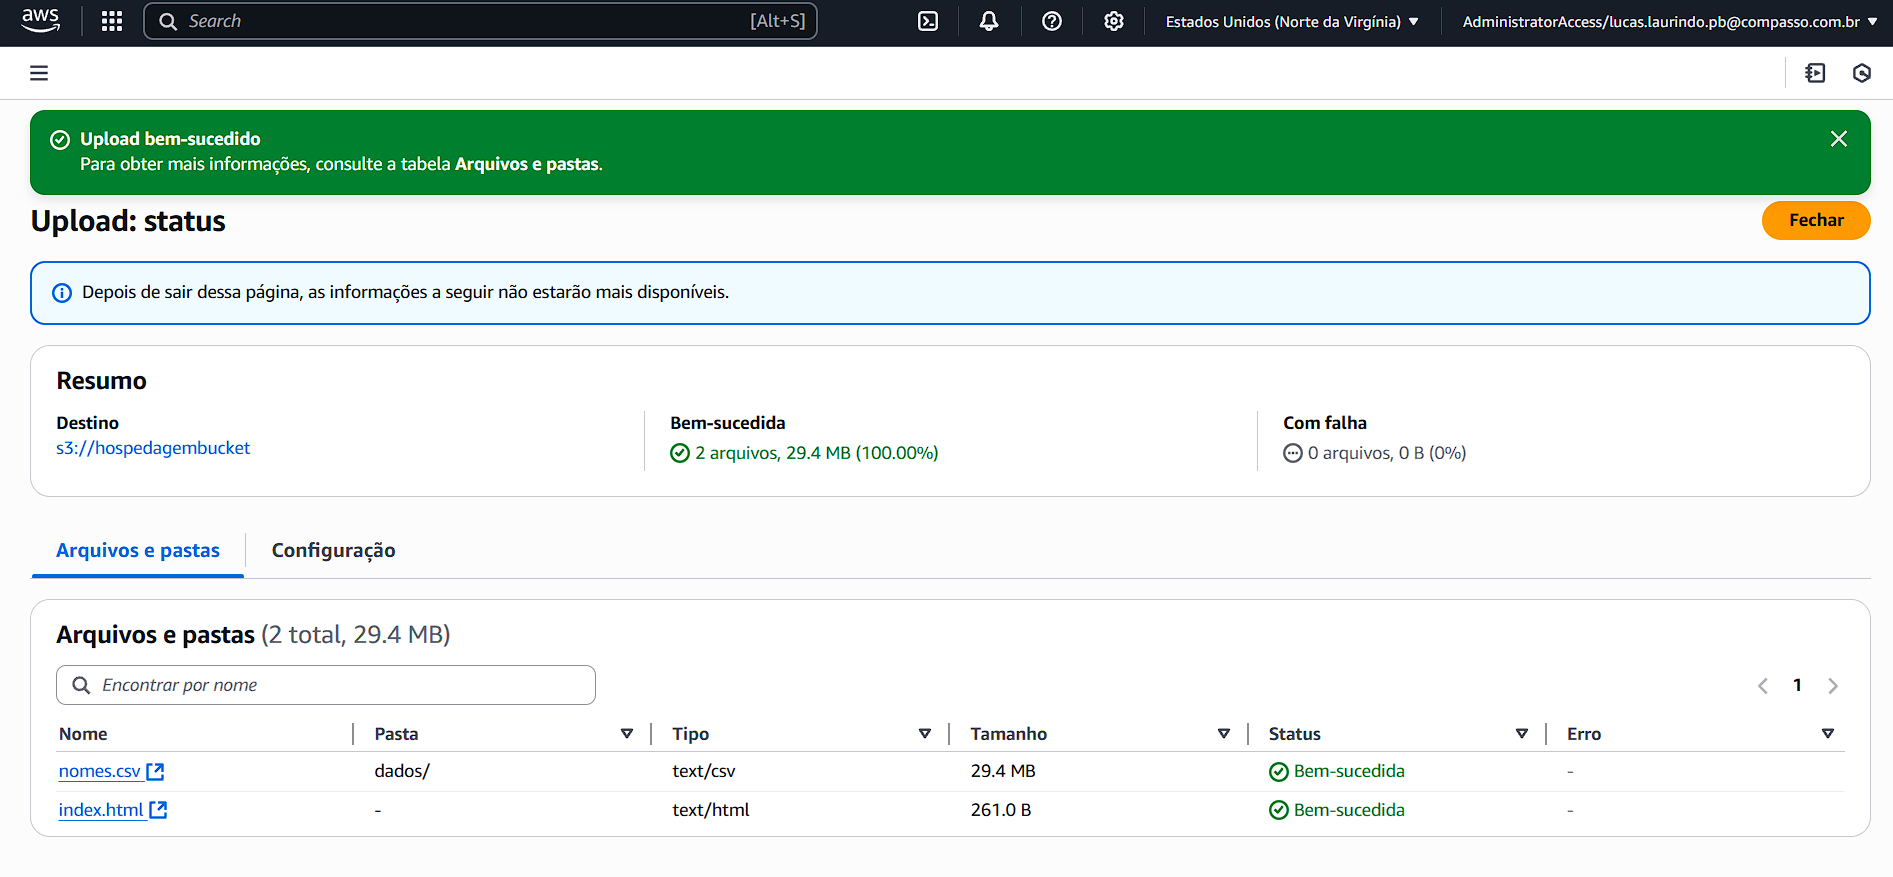 aws Search [Alt+S] Estados Unidos (Norte da Virgínia) AdministratorAccess/lucas.laurindo.pb@compasso.com.br
Upload bem-sucedido
Para obter mais informações, consulte a tabela Arquivos e pastas.
Upload: status Fechar
Depois de sair dessa página, as informações a seguir não estarão mais disponíveis.
Resumo
Destino Bem-sucedida Com falha
s3://hospedagembucket 2 arquivos, 29.4 MB (100.00%) 0 arquivos, 0 B (0%)
Arquivos e pastas Configuração
Arquivos e pastas (2 total, 29.4 MB)
Encontrar por nome 1
Nome Pasta Tipo Tamanho Status Erro
nomes.csv dados/ text/csv 29.4 MB Bem-sucedida -
index.html - text/html 261.0 B Bem-sucedida -